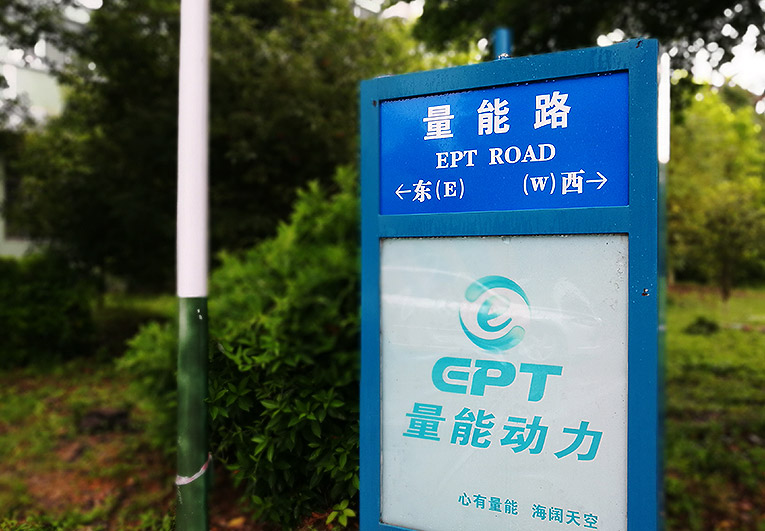 量能路
EPT ROAD
←东(E) (W)西→
e
EPT
量能动力
心有量能 海阔天空